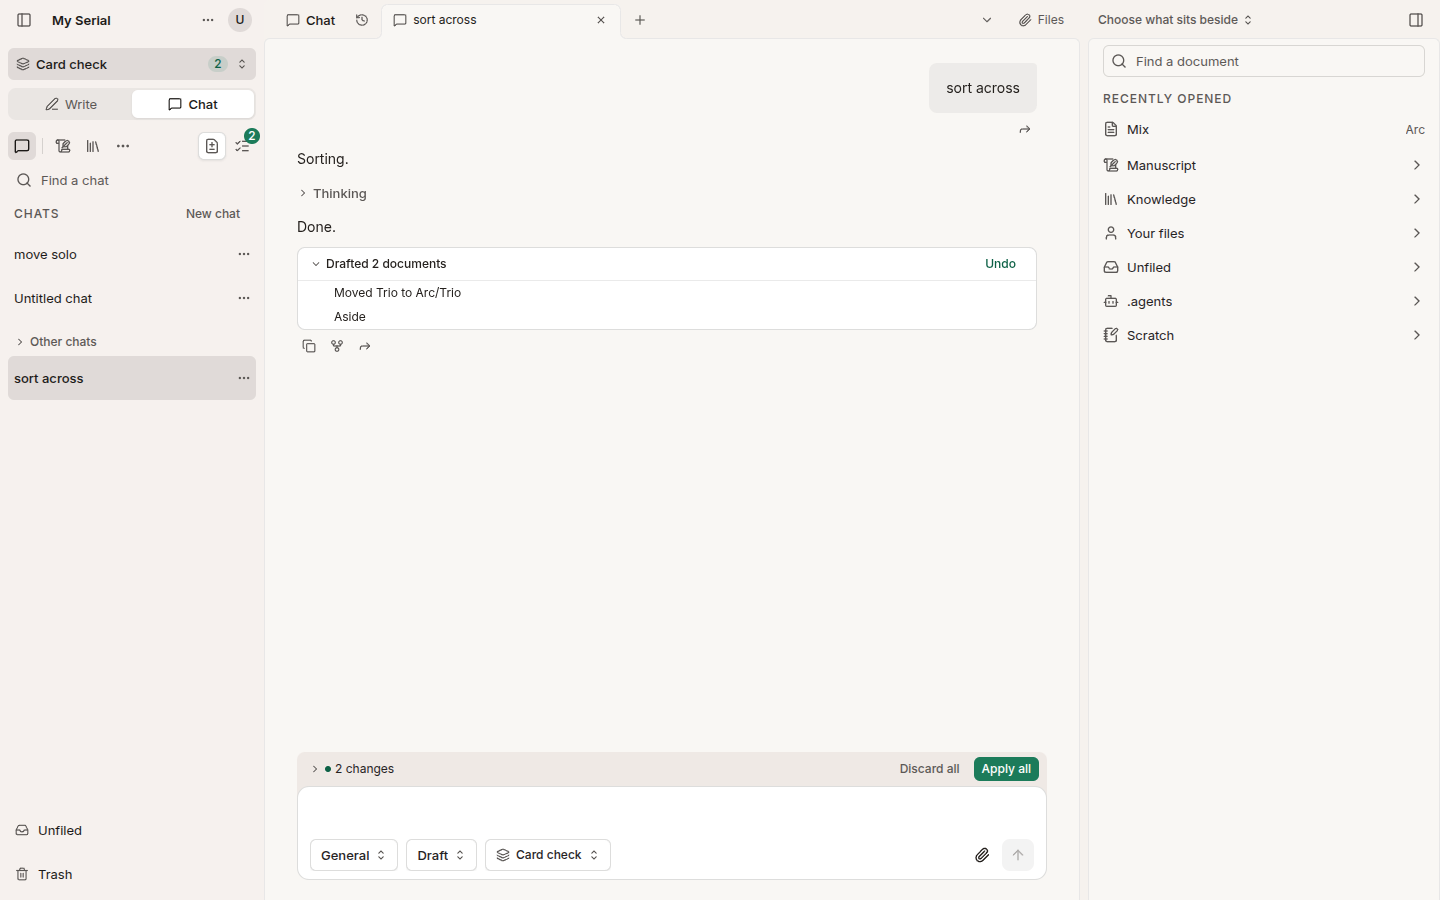 My Serial
U
Card check
2
Write
Chat
2
Find a chat
CHATS
New chat
move solo
Untitled chat
Other chats
sort across
Unfiled
Trash
Chat
sort across
Files
sort across
Sorting.
Thinking
Done.
Drafted 2 documents
Undo
Moved Trio to Arc/Trio
Aside
2 changes
Discard all
Apply all
General
Draft
Card check
Choose what sits beside
Find a document
RECENTLY OPENED
Mix
Arc
Manuscript
Knowledge
Your files
Unfiled
.agents
Scratch